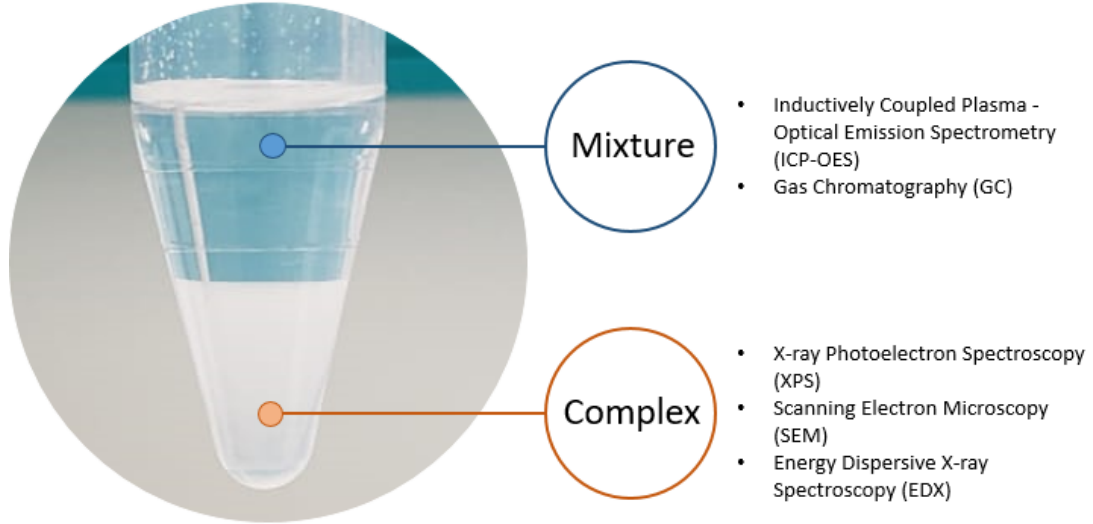 Mixture
• Inductively Coupled Plasma -
Optical Emission Spectrometry
(ICP-OES)
• Gas Chromatography (GC)
Complex
• X-ray Photoelectron Spectroscopy
(XPS)
• Scanning Electron Microscopy
(SEM)
• Energy Dispersive X-ray
Spectroscopy (EDX)